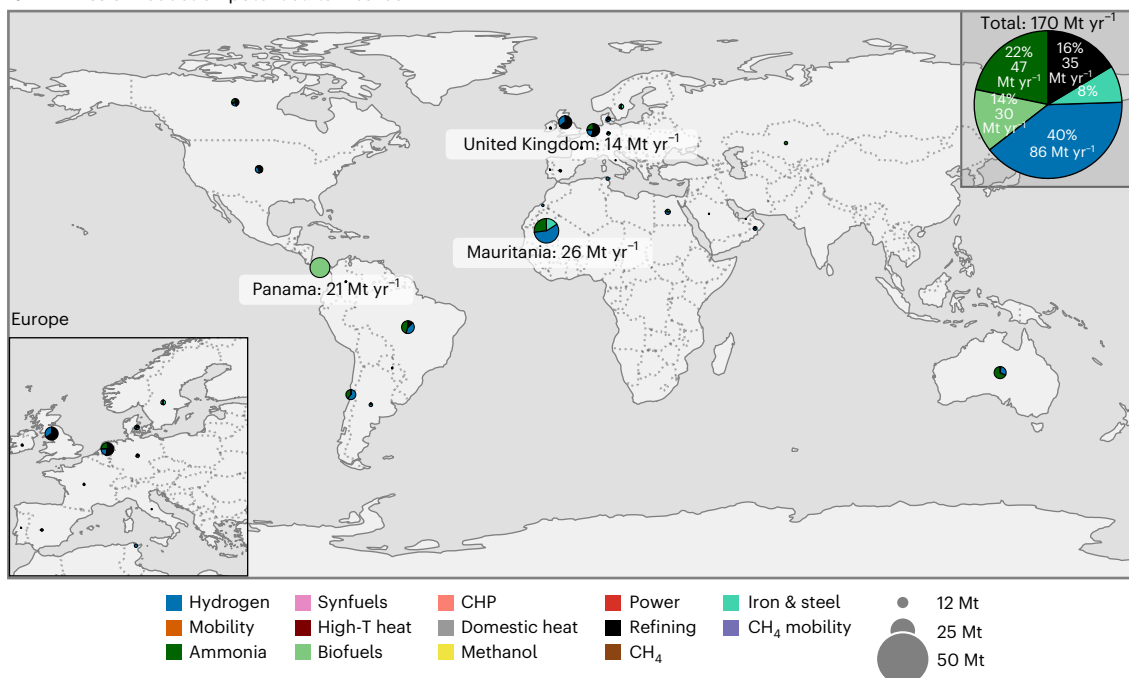 Total: 170 Mt yr⁻¹
22%
47
Mt yr⁻¹
16%
35
Mt yr⁻¹
8%
14%
30
Mt yr⁻¹
40%
86 Mt yr⁻¹
United Kingdom: 14 Mt yr⁻¹
Mauritania: 26 Mt yr⁻¹
Panama: 21 Mt yr⁻¹
Europe
Hydrogen
Synfuels
CHP
Power
Iron & steel
12 Mt
Mobility
High-T heat
Domestic heat
Refining
CH₄ mobility
25 Mt
Ammonia
Biofuels
Methanol
CH₄
50 Mt